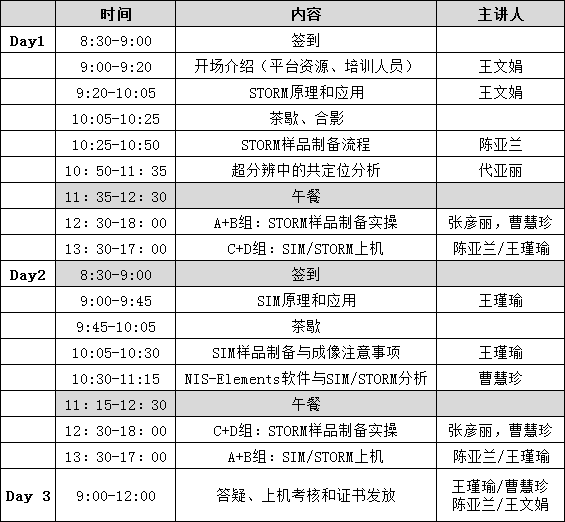 时间 内容 主讲人
Day1 8:30-9:00 签到
9:00-9:20 开场介绍（平台资源、培训人员） 王文娟
9:20-10:05 STORM原理和应用 王文娟
10:05-10:25 茶歇、合影
10:25-10:50 STORM样品制备流程 陈亚兰
10：50-11：35 超分辨中的共定位分析 代亚丽
11：35-12：30 午餐
12：30-18：00 A+B组：STORM样品制备实操 张彦丽，曹慧珍
13：30-17：00 C+D组：SIM/STORM上机 陈亚兰/王瑾瑜
Day2 8:30-9:00 签到
9:00-9:45 SIM原理和应用 王瑾瑜
9:45-10:05 茶歇
10:05-10:30 SIM样品制备与成像注意事项 王瑾瑜
10:30-11:15 NIS-Elements软件与SIM/STORM分析 曹慧珍
11：15-12：30 午餐
12：30-18：00 C+D组：STORM样品制备实操 张彦丽，曹慧珍
13：30-17：00 A+B组：SIM/STORM上机 陈亚兰/王瑾瑜
Day 3 9:00-12:00 答疑、上机考核和证书发放 王瑾瑜/曹慧珍
陈亚兰/王文娟